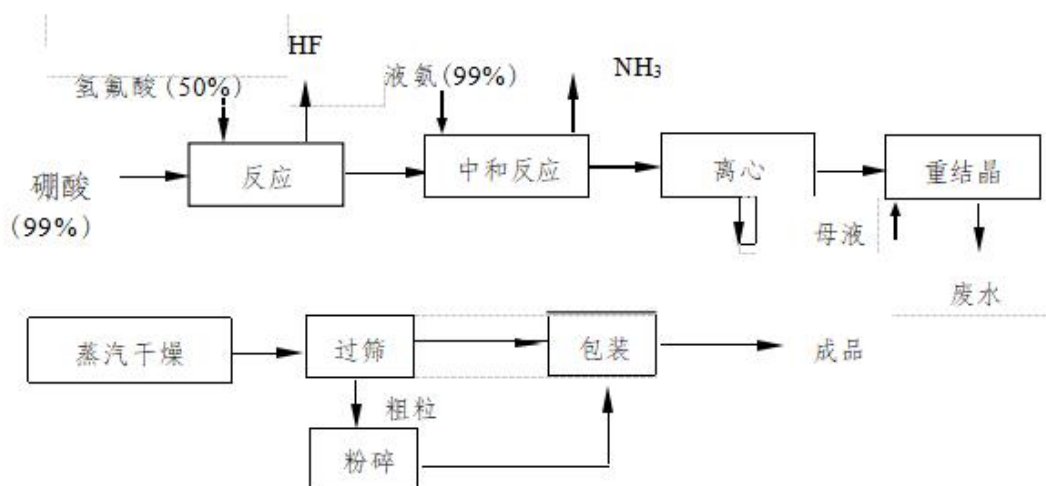 HF
NH₃
氢氟酸(50%)
液氨(99%)
硼酸
(99%)
反应
中和反应
离心
重结晶
母液
废水
蒸汽干燥
过筛
包装
成品
粗粒
粉碎